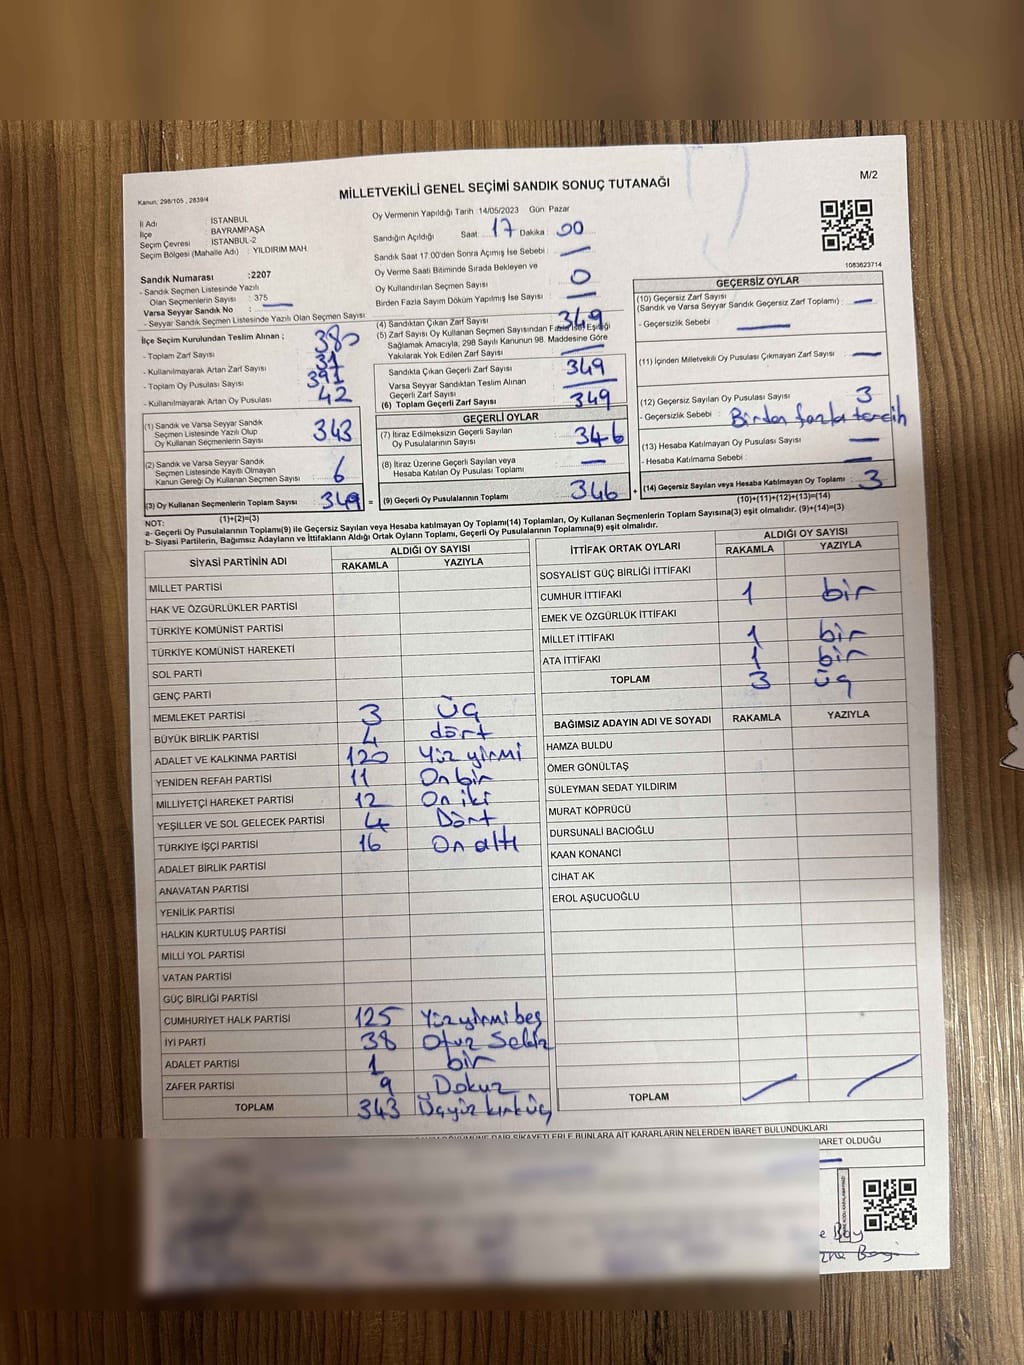 M/2
Kanun, 298/105 , 2839/4
MİLLETVEKİLİ GENEL SEÇİMİ SANDIK SONUÇ TUTANAĞI
İl Adı : İSTANBUL
İlçe : BAYRAMPAŞA
Seçim Çevresi : İSTANBUL-2
Seçim Bölgesi (Mahalle Adı) : YILDIRIM MAH
Sandık Numarası :2207
- Sandık Seçmen Listesinde Yazılı
Olan Seçmenlerin Sayısı : 375
Varsa Seyyar Sandık No :
- Seyyar Sandık Seçmen Listesinde Yazılı Olan Seçmen Sayısı
İlçe Seçim Kurulundan Teslim Alınan ;
- Toplam Zarf Sayısı 380
- Kullanılmayarak Artan Zarf Sayısı 31
- Toplam Oy Pusulası Sayısı 391
- Kullanılmayarak Artan Oy Pusulası 42
(1) Sandık ve Varsa Seyyar Sandık
Seçmen Listesinde Yazılı Olup
Oy Kullanan Seçmenlerin Sayısı 343
(2) Sandık ve Varsa Seyyar Sandık
Seçmen Listesinde Kayıtlı Olmayan
Kanun Gereği Oy Kullanan Seçmen Sayısı 6
(3) Oy Kullanan Seçmenlerin Toplam Sayısı 349 =
(1)+(2)=(3)
Oy Vermenin Yapıldığı Tarih :14/05/2023 Gün: Pazar
Sandığın Açıldığı Saat: 17 Dakika: 00
Sandık Saat 17:00'den Sonra Açımış İse Sebebi : —
Oy Verme Saati Bitiminde Sırada Bekleyen ve
Oy Kullandırılan Seçmen Sayısı : 0
Birden Fazla Sayım Döküm Yapılmış İse Sayısı : —
(4) Sandıktan Çıkan Zarf Sayısı 349
(5) Zarf Sayısı Oy Kullanan Seçmen Sayısından Fazla İse, Eşitliği
Sağlamak Amacıyla, 298 Sayılı Kanunun 98. Maddesine Göre
Yakılarak Yok Edilen Zarf Sayısı —
Sandıkta Çıkan Geçerli Zarf Sayısı 349
Varsa Seyyar Sandıktan Teslim Alınan
Geçerli Zarf Sayısı —
(6) Toplam Geçerli Zarf Sayısı 349
GEÇERLİ OYLAR
(7) İtiraz Edilmeksizin Geçerli Sayılan
Oy Pusulalarının Sayısı 346
(8) İtiraz Üzerine Geçerli Sayılan veya
Hesaba Katılan Oy Pusulası Toplamı —
(9) Geçerli Oy Pusulalarının Toplamı 346 +
1083623714
GEÇERSİZ OYLAR
(10) Geçersiz Zarf Sayısı
(Sandık ve Varsa Seyyar Sandık Geçersiz Zarf Toplamı) : —
- Geçersizlik Sebebi : —
(11) İçinden Milletvekili Oy Pusulası Çıkmayan Zarf Sayısı : —
(12) Geçersiz Sayılan Oy Pusulası Sayısı : 3
- Geçersizlik Sebebi : Birden fazla tercih
(13) Hesaba Katılmayan Oy Pusulası Sayısı : —
- Hesaba Katılmama Sebebi : —
(14) Geçersiz Sayılan veya Hesaba Katılmayan Oy Toplamı : 3
(10)+(11)+(12)+(13)=(14)
NOT:
a- Geçerli Oy Pusulalarının Toplamı(9) ile Geçersiz Sayılan veya Hesaba katılmayan Oy Toplamı(14) Toplamları, Oy Kullanan Seçmenlerin Toplam Sayısına(3) eşit olmalıdır. (9)+(14)=(3)
b- Siyasi Partilerin, Bağımsız Adayların ve İttifakların Aldığı Ortak Oyların Toplamı, Geçerli Oy Pusulalarının Toplamına(9) eşit olmalıdır.
SİYASİ PARTİNİN ADI ALDIĞI OY SAYISI
RAKAMLA YAZIYLA
MİLLET PARTİSİ
HAK VE ÖZGÜRLÜKLER PARTİSİ
TÜRKİYE KOMÜNİST PARTİSİ
TÜRKİYE KOMÜNİST HAREKETİ
SOL PARTİ
GENÇ PARTİ
MEMLEKET PARTİSİ 3 üç
BÜYÜK BİRLİK PARTİSİ 4 dört
ADALET VE KALKINMA PARTİSİ 120 Yüz yirmi
YENİDEN REFAH PARTİSİ 11 On bir
MİLLİYETÇİ HAREKET PARTİSİ 12 On iki
YEŞİLLER VE SOL GELECEK PARTİSİ 4 Dört
TÜRKİYE İŞÇİ PARTİSİ 16 On altı
ADALET BİRLİK PARTİSİ
ANAVATAN PARTİSİ
YENİLİK PARTİSİ
HALKIN KURTULUŞ PARTİSİ
MİLLİ YOL PARTİSİ
VATAN PARTİSİ
GÜÇ BİRLİĞİ PARTİSİ
CUMHURİYET HALK PARTİSİ 125 Yüzyirmibeş
İYİ PARTİ 38 Otuz Sekiz
ADALET PARTİSİ 1 bir
ZAFER PARTİSİ 9 Dokuz
TOPLAM 343 Üçyüz kırküç
İTTİFAK ORTAK OYLARI ALDIĞI OY SAYISI
RAKAMLA YAZIYLA
SOSYALİST GÜÇ BİRLİĞİ İTTİFAKI
CUMHUR İTTİFAKI 1 bir
EMEK VE ÖZGÜRLÜK İTTİFAKI
MİLLET İTTİFAKI 1 bir
ATA İTTİFAKI 1 bir
TOPLAM 3 üç
BAĞIMSIZ ADAYIN ADI VE SOYADI RAKAMLA YAZIYLA
HAMZA BULDU
ÖMER GÖNÜLTAŞ
SÜLEYMAN SEDAT YILDIRIM
MURAT KÖPRÜCÜ
DURSUNALİ BACIOĞLU
KAAN KONANCİ
CİHAT AK
EROL AŞUCUOĞLU
TOPLAM
ŞİKAYETLERLE BUNLARA AİT KARARLARIN NELERDEN İBARET BULUNDUKLARI
BARET OLDUĞU